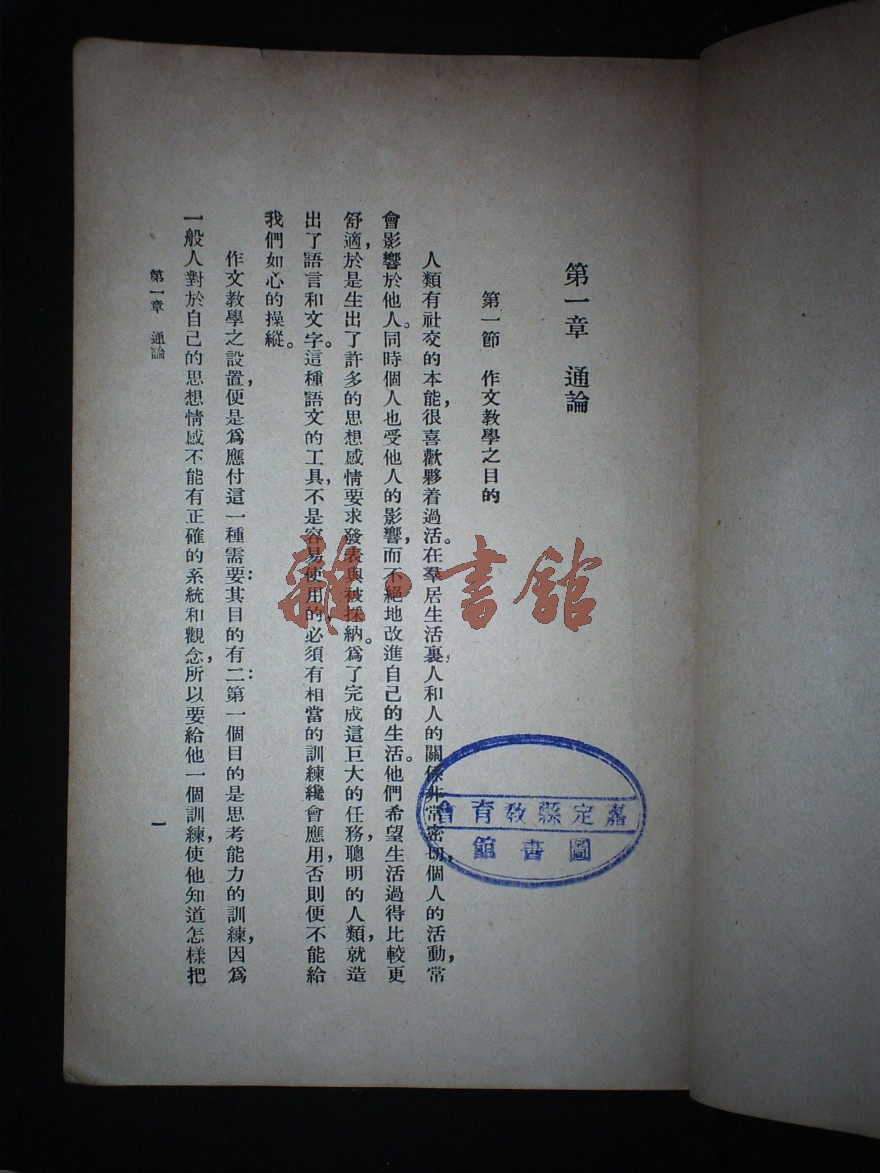 第一章 通論
第一節 作文教學之目的
人類有社交的本能，很喜歡夥着過活。在羣居生活裏，人和人的關係非常密切，個人的活動，常
會影響於他人。同時個人也受他人的影響，而不絕地改進自己的生活。他們希望生活過得比較更
舒適，於是生出了許多的思想感情要求發表與被採納。爲了完成這巨大的任務，聰明的人類，就造
出了語言和文字。這種語文的工具，不是容易使用的，必須有相當的訓練纔會應用，否則便不能給
我們如心的操縱。
作文教學之設置，便是爲應付這一種需要：其目的有二：第一個目的是思考能力的訓練，因爲
一般人對於自己的思想情感不能有正確的系統和觀念，所以要給他一個訓練，使他知道怎樣把
第一章 通論
一
雜·書館
嘉定縣教育會
圖書館